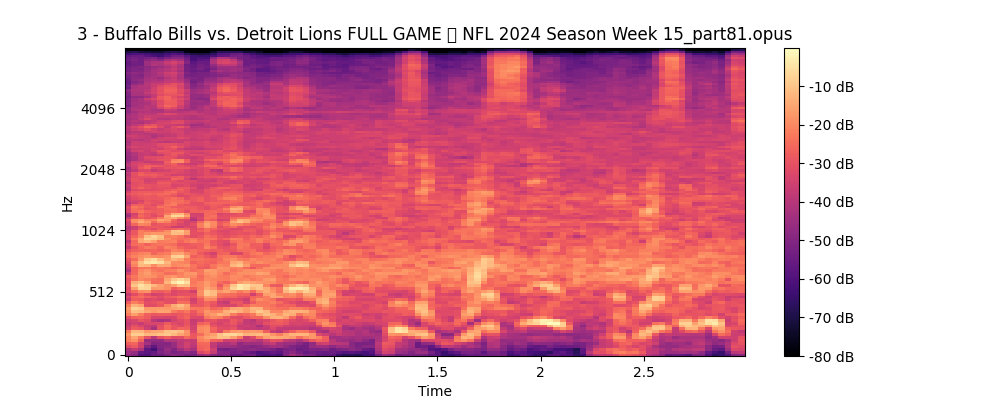 3 - Buffalo Bills vs. Detroit Lions FULL GAME ▯ NFL 2024 Season Week 15_part81.opus
4096
2048
1024
512
0
Hz
0 0.5 1 1.5 2 2.5
Time
-10 dB
-20 dB
-30 dB
-40 dB
-50 dB
-60 dB
-70 dB
-80 dB